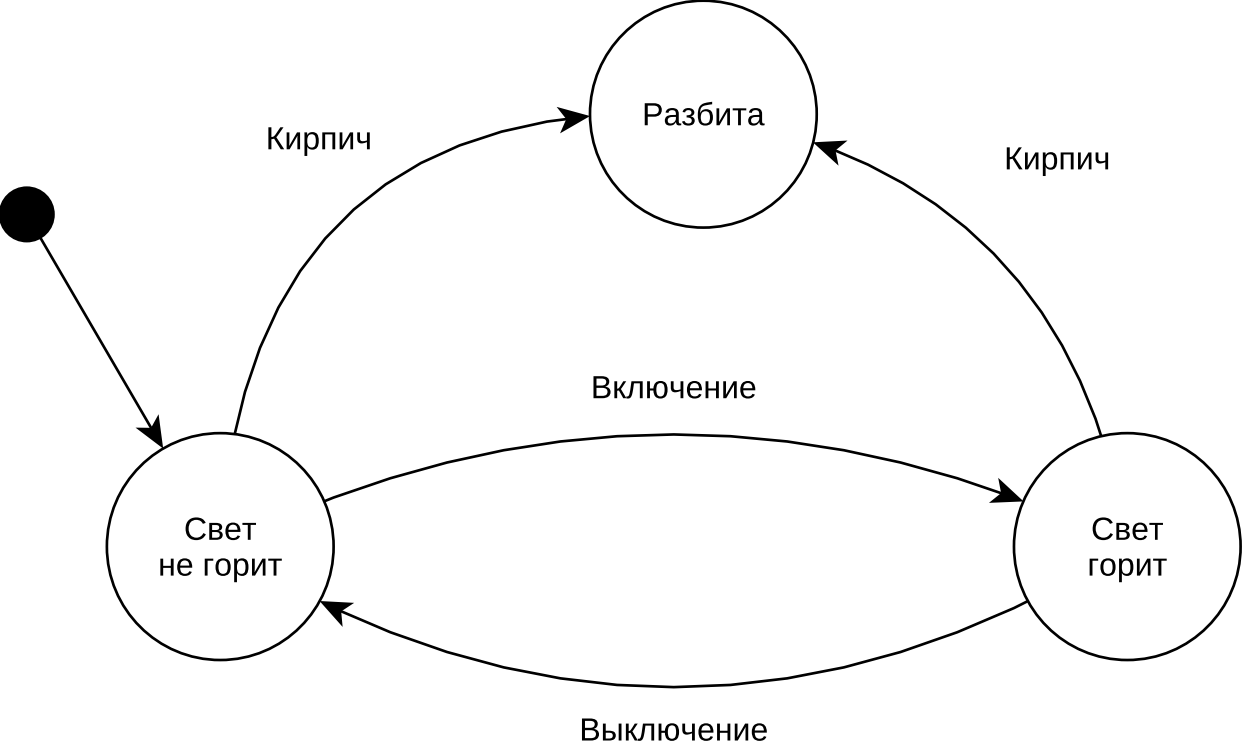 Разбита
Кирпич
Кирпич
Включение
Свет
не горит
Свет
горит
Выключение